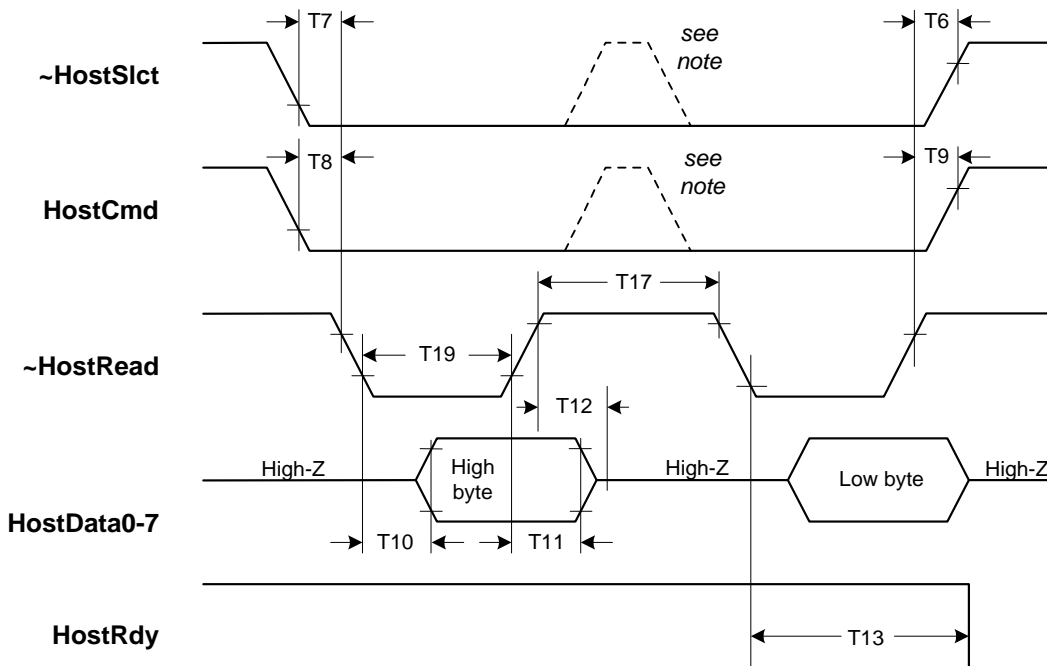 T7
T6
see
note
~HostSlct
T8
see
note
T9
HostCmd
T17
T19
~HostRead
T12
High-Z
High
byte
High-Z
Low byte
High-Z
HostData0-7
T10
T11
T13
HostRdy